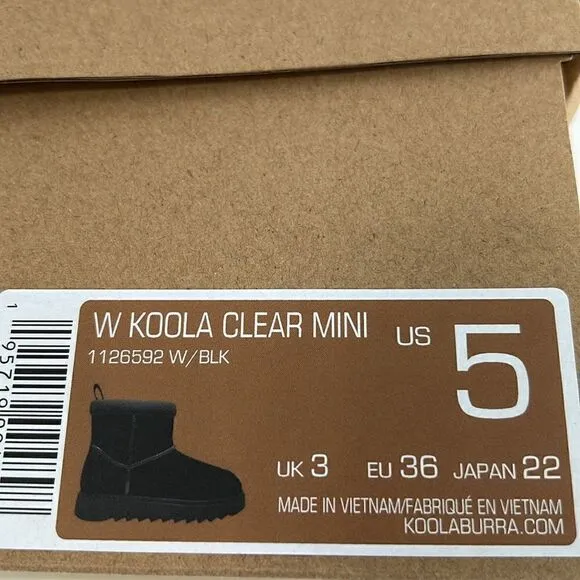 W KOOLA CLEAR MINI US 5
1126592 W/BLK
UK 3 EU 36 JAPAN 22
MADE IN VIETNAM/FABRIQUÉ EN VIETNAM
KOOLABURRA.COM